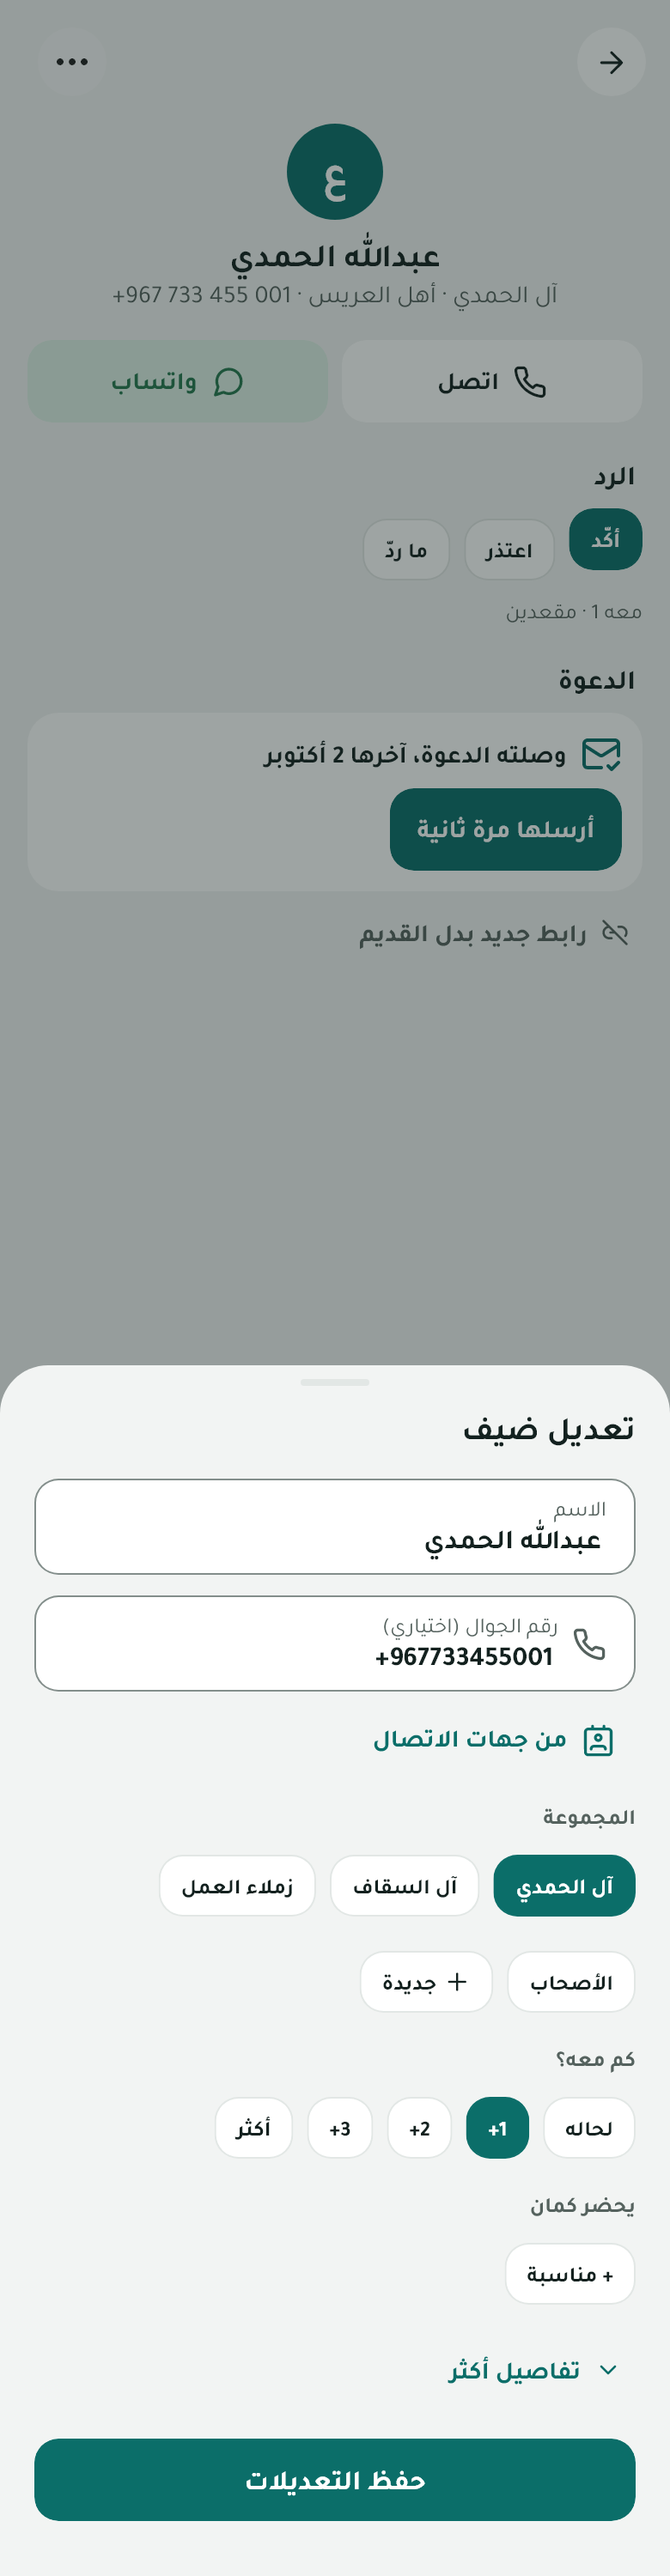 ع
عبدالله الحمدي
آل الحمدي · أهل العريس · 001 455 733 967+
اتصل
واتساب
الرد
أكّد
اعتذر
ما ردّ
معه 1 · مقعدين
الدعوة
وصلته الدعوة، آخرها 2 أكتوبر
أرسلها مرة ثانية
رابط جديد بدل القديم
تعديل ضيف
الاسم
عبدالله الحمدي
رقم الجوال (اختياري)
967733455001+
من جهات الاتصال
المجموعة
آل الحمدي
آل السقاف
زملاء العمل
الأصحاب
جديدة
كم معه؟
لحاله
1+
2+
3+
أكثر
يحضر كمان
+ مناسبة
تفاصيل أكثر
حفظ التعديلات